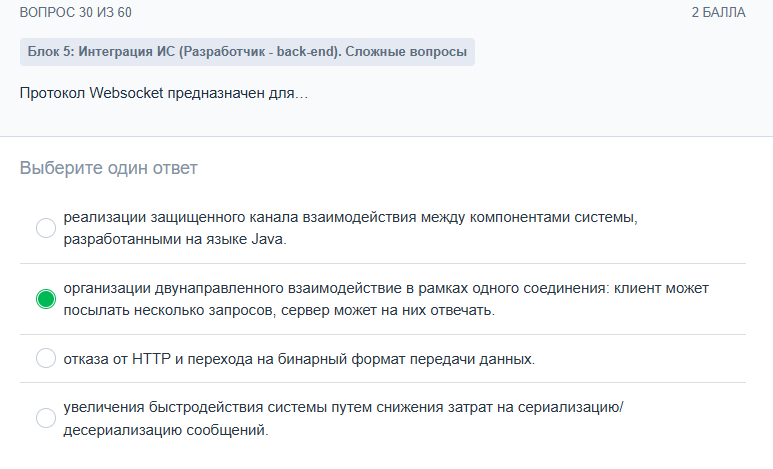 ВОПРОС 30 ИЗ 60
2 БАЛЛА
Блок 5: Интеграция ИС (Разработчик - back-end). Сложные вопросы
Протокол Websocket предназначен для…
Выберите один ответ
реализации защищенного канала взаимодействия между компонентами системы,
разработанными на языке Java.
организации двунаправленного взаимодействие в рамках одного соединения: клиент может
посылать несколько запросов, сервер может на них отвечать.
отказа от HTTP и перехода на бинарный формат передачи данных.
увеличения быстродействия системы путем снижения затрат на сериализацию/
десериализацию сообщений.